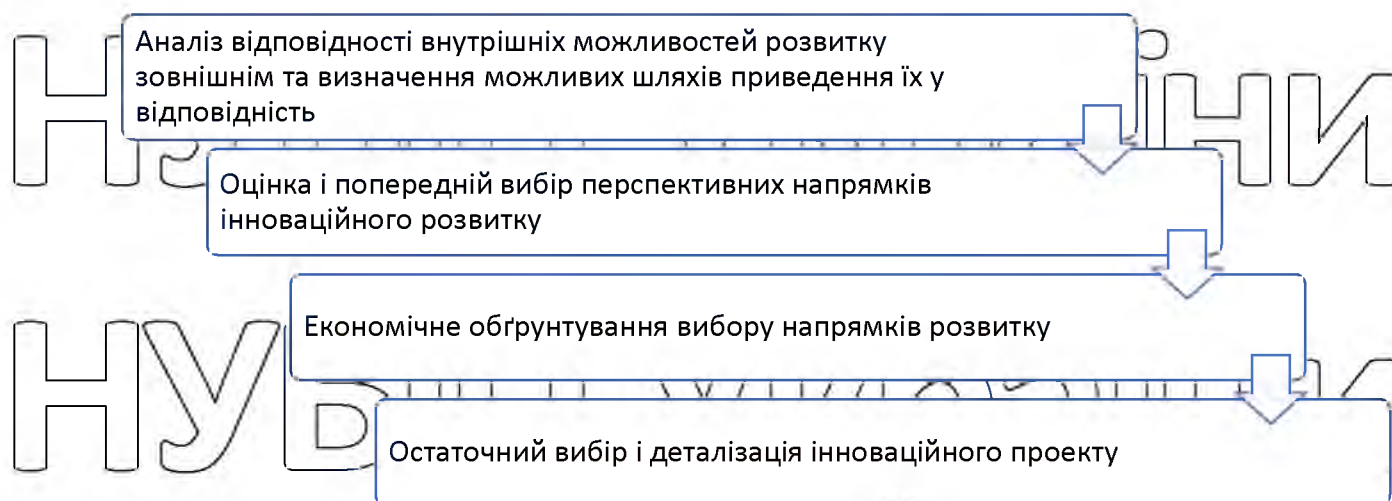 Аналіз відповідності внутрішніх можливостей розвитку
зовнішнім та визначення можливих шляхів приведення їх у
відповідність
Оцінка і попередній вибір перспективних напрямків
інноваційного розвитку
Економічне обґрунтування вибору напрямків розвитку
Остаточний вибір і деталізація інноваційного проекту